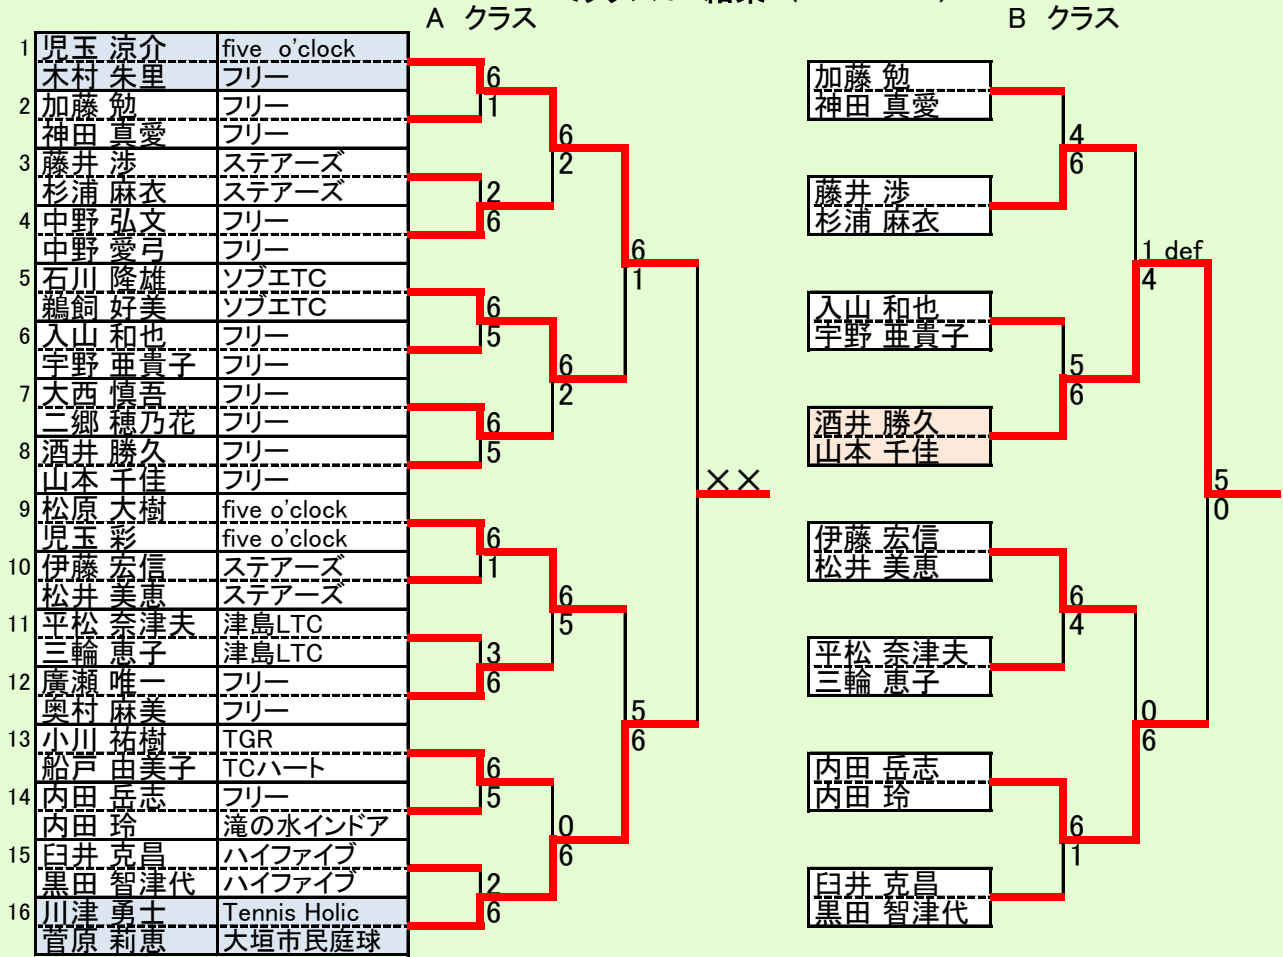 A クラス
B クラス
1 児玉 涼介 five o'clock
木村 朱里 フリー
2 加藤 勉 フリー
神田 真愛 フリー
3 藤井 渉 ステアーズ
杉浦 麻衣 ステアーズ
4 中野 弘文 フリー
中野 愛弓 フリー
5 石川 隆雄 ソブエTC
鵜飼 好美 ソブエTC
6 入山 和也 フリー
宇野 亜貴子 フリー
7 大西 慎吾 フリー
二郷 穂乃花 フリー
8 酒井 勝久 フリー
山本 千佳 フリー
9 松原 大樹 five o'clock
児玉 彩 five o'clock
10 伊藤 宏信 ステアーズ
松井 美恵 ステアーズ
11 平松 奈津夫 津島LTC
三輪 恵子 津島LTC
12 廣瀬 唯一 フリー
奥村 麻美 フリー
13 小川 祐樹 TGR
船戸 由美子 TCハート
14 内田 岳志 フリー
内田 玲 滝の水インドア
15 臼井 克昌 ハイファイブ
黒田 智津代 ハイファイブ
16 川津 勇士 Tennis Holic
菅原 莉恵 大垣市民庭球
6
1
2
6
6
5
6
5
6
1
3
6
6
5
2
6
6
2
6
2
6
5
0
6
6
1
5
6
××
加藤 勉
神田 真愛
藤井 渉
杉浦 麻衣
入山 和也
宇野 亜貴子
酒井 勝久
山本 千佳
伊藤 宏信
松井 美恵
平松 奈津夫
三輪 恵子
内田 岳志
内田 玲
臼井 克昌
黒田 智津代
4
6
5
6
6
4
6
1
1 def
4
0
6
5
0